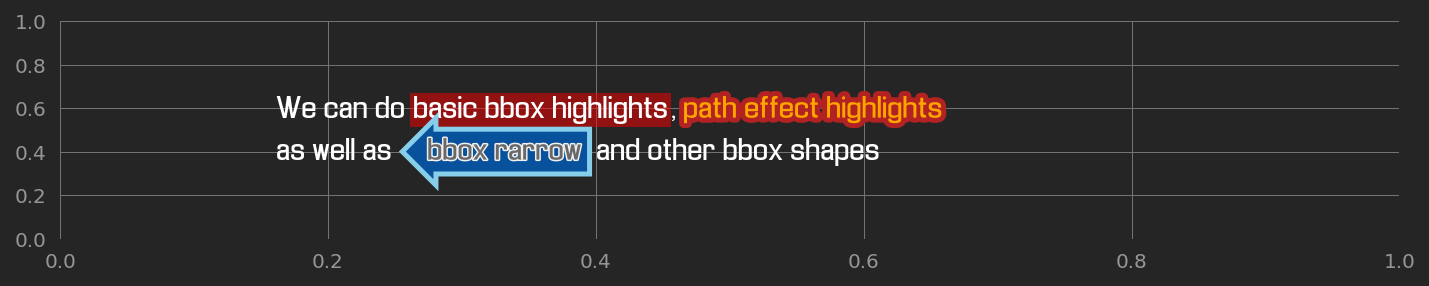 1.0
0.8
0.6
0.4
0.2
0.0
We can do basic bbox highlights, path effect highlights
as well as bbox rarrow and other bbox shapes
0.0 0.2 0.4 0.6 0.8 1.0